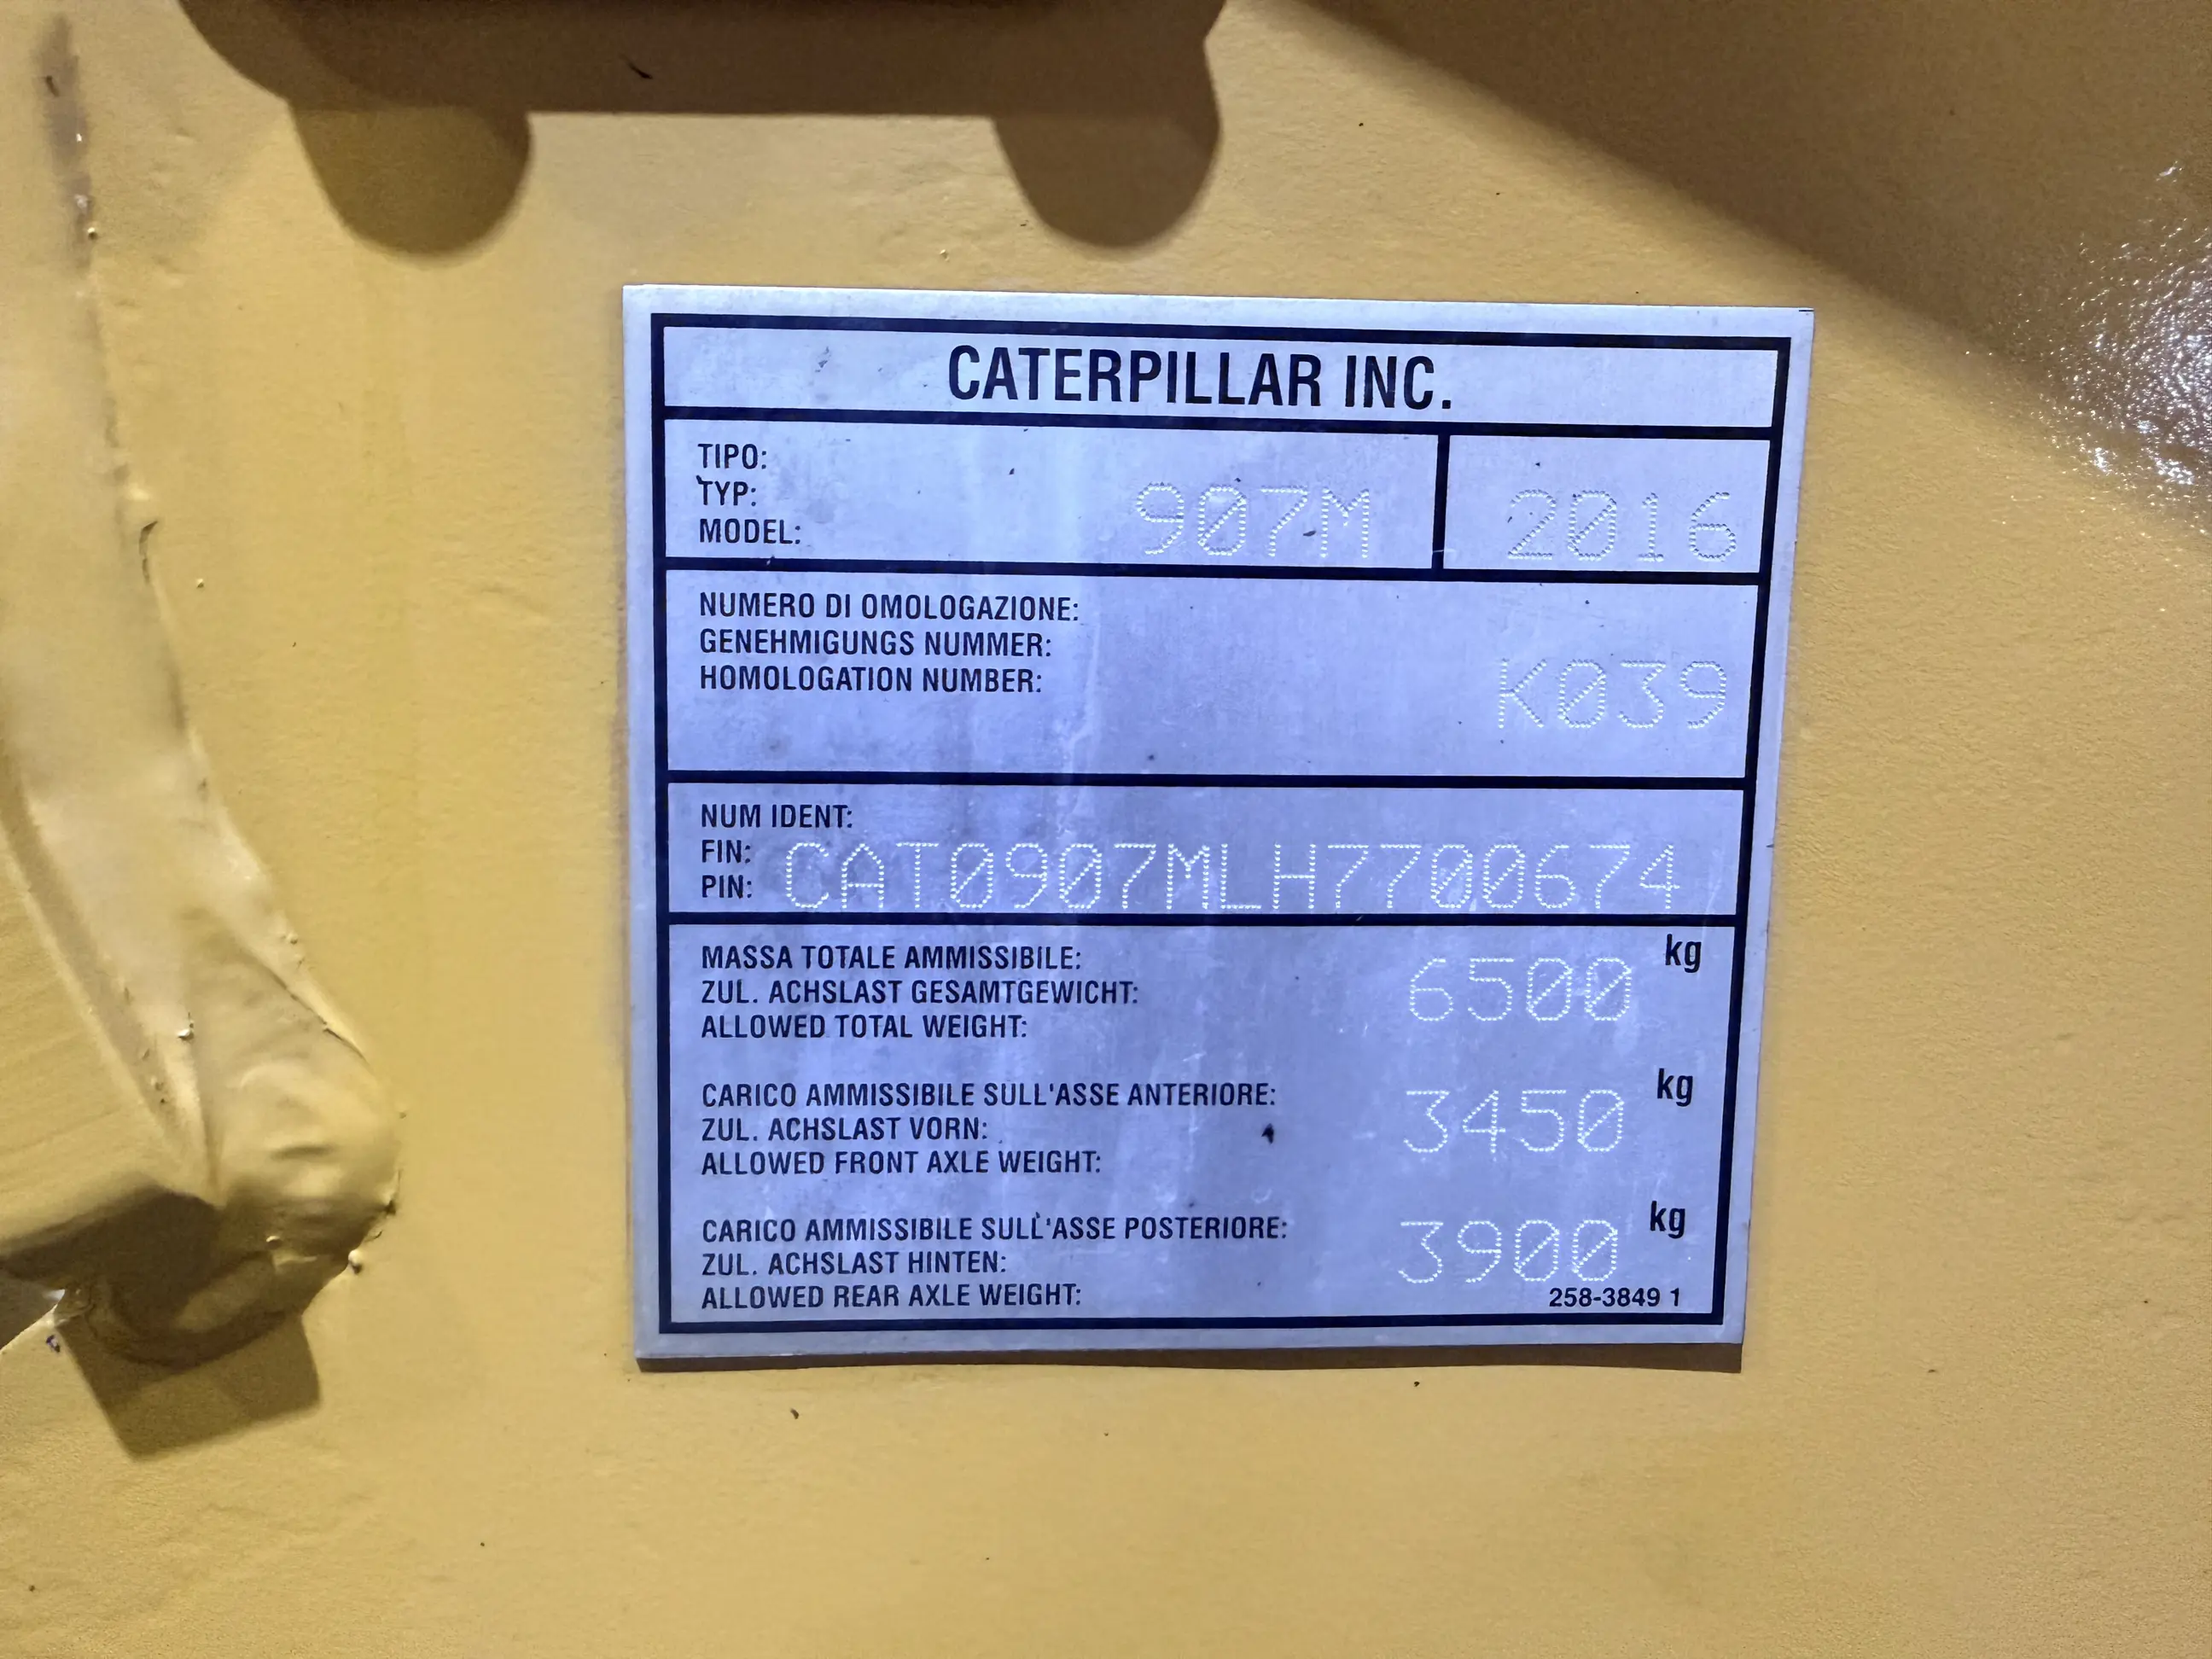 CATERPILLAR INC.
TIPO:
TYP:
MODEL: 907M 2016
NUMERO DI OMOLOGAZIONE:
GENEHMIGUNGS NUMMER:
HOMOLOGATION NUMBER: K039
NUM IDENT:
FIN:
PIN: CAT0907MLH7700674
MASSA TOTALE AMMISSIBILE: kg
ZUL. ACHSLAST GESAMTGEWICHT: 6500
ALLOWED TOTAL WEIGHT:
CARICO AMMISSIBILE SULL'ASSE ANTERIORE: kg
ZUL. ACHSLAST VORN: 3450
ALLOWED FRONT AXLE WEIGHT:
CARICO AMMISSIBILE SULL'ASSE POSTERIORE: kg
ZUL. ACHSLAST HINTEN: 3900
ALLOWED REAR AXLE WEIGHT: 258-3849 1